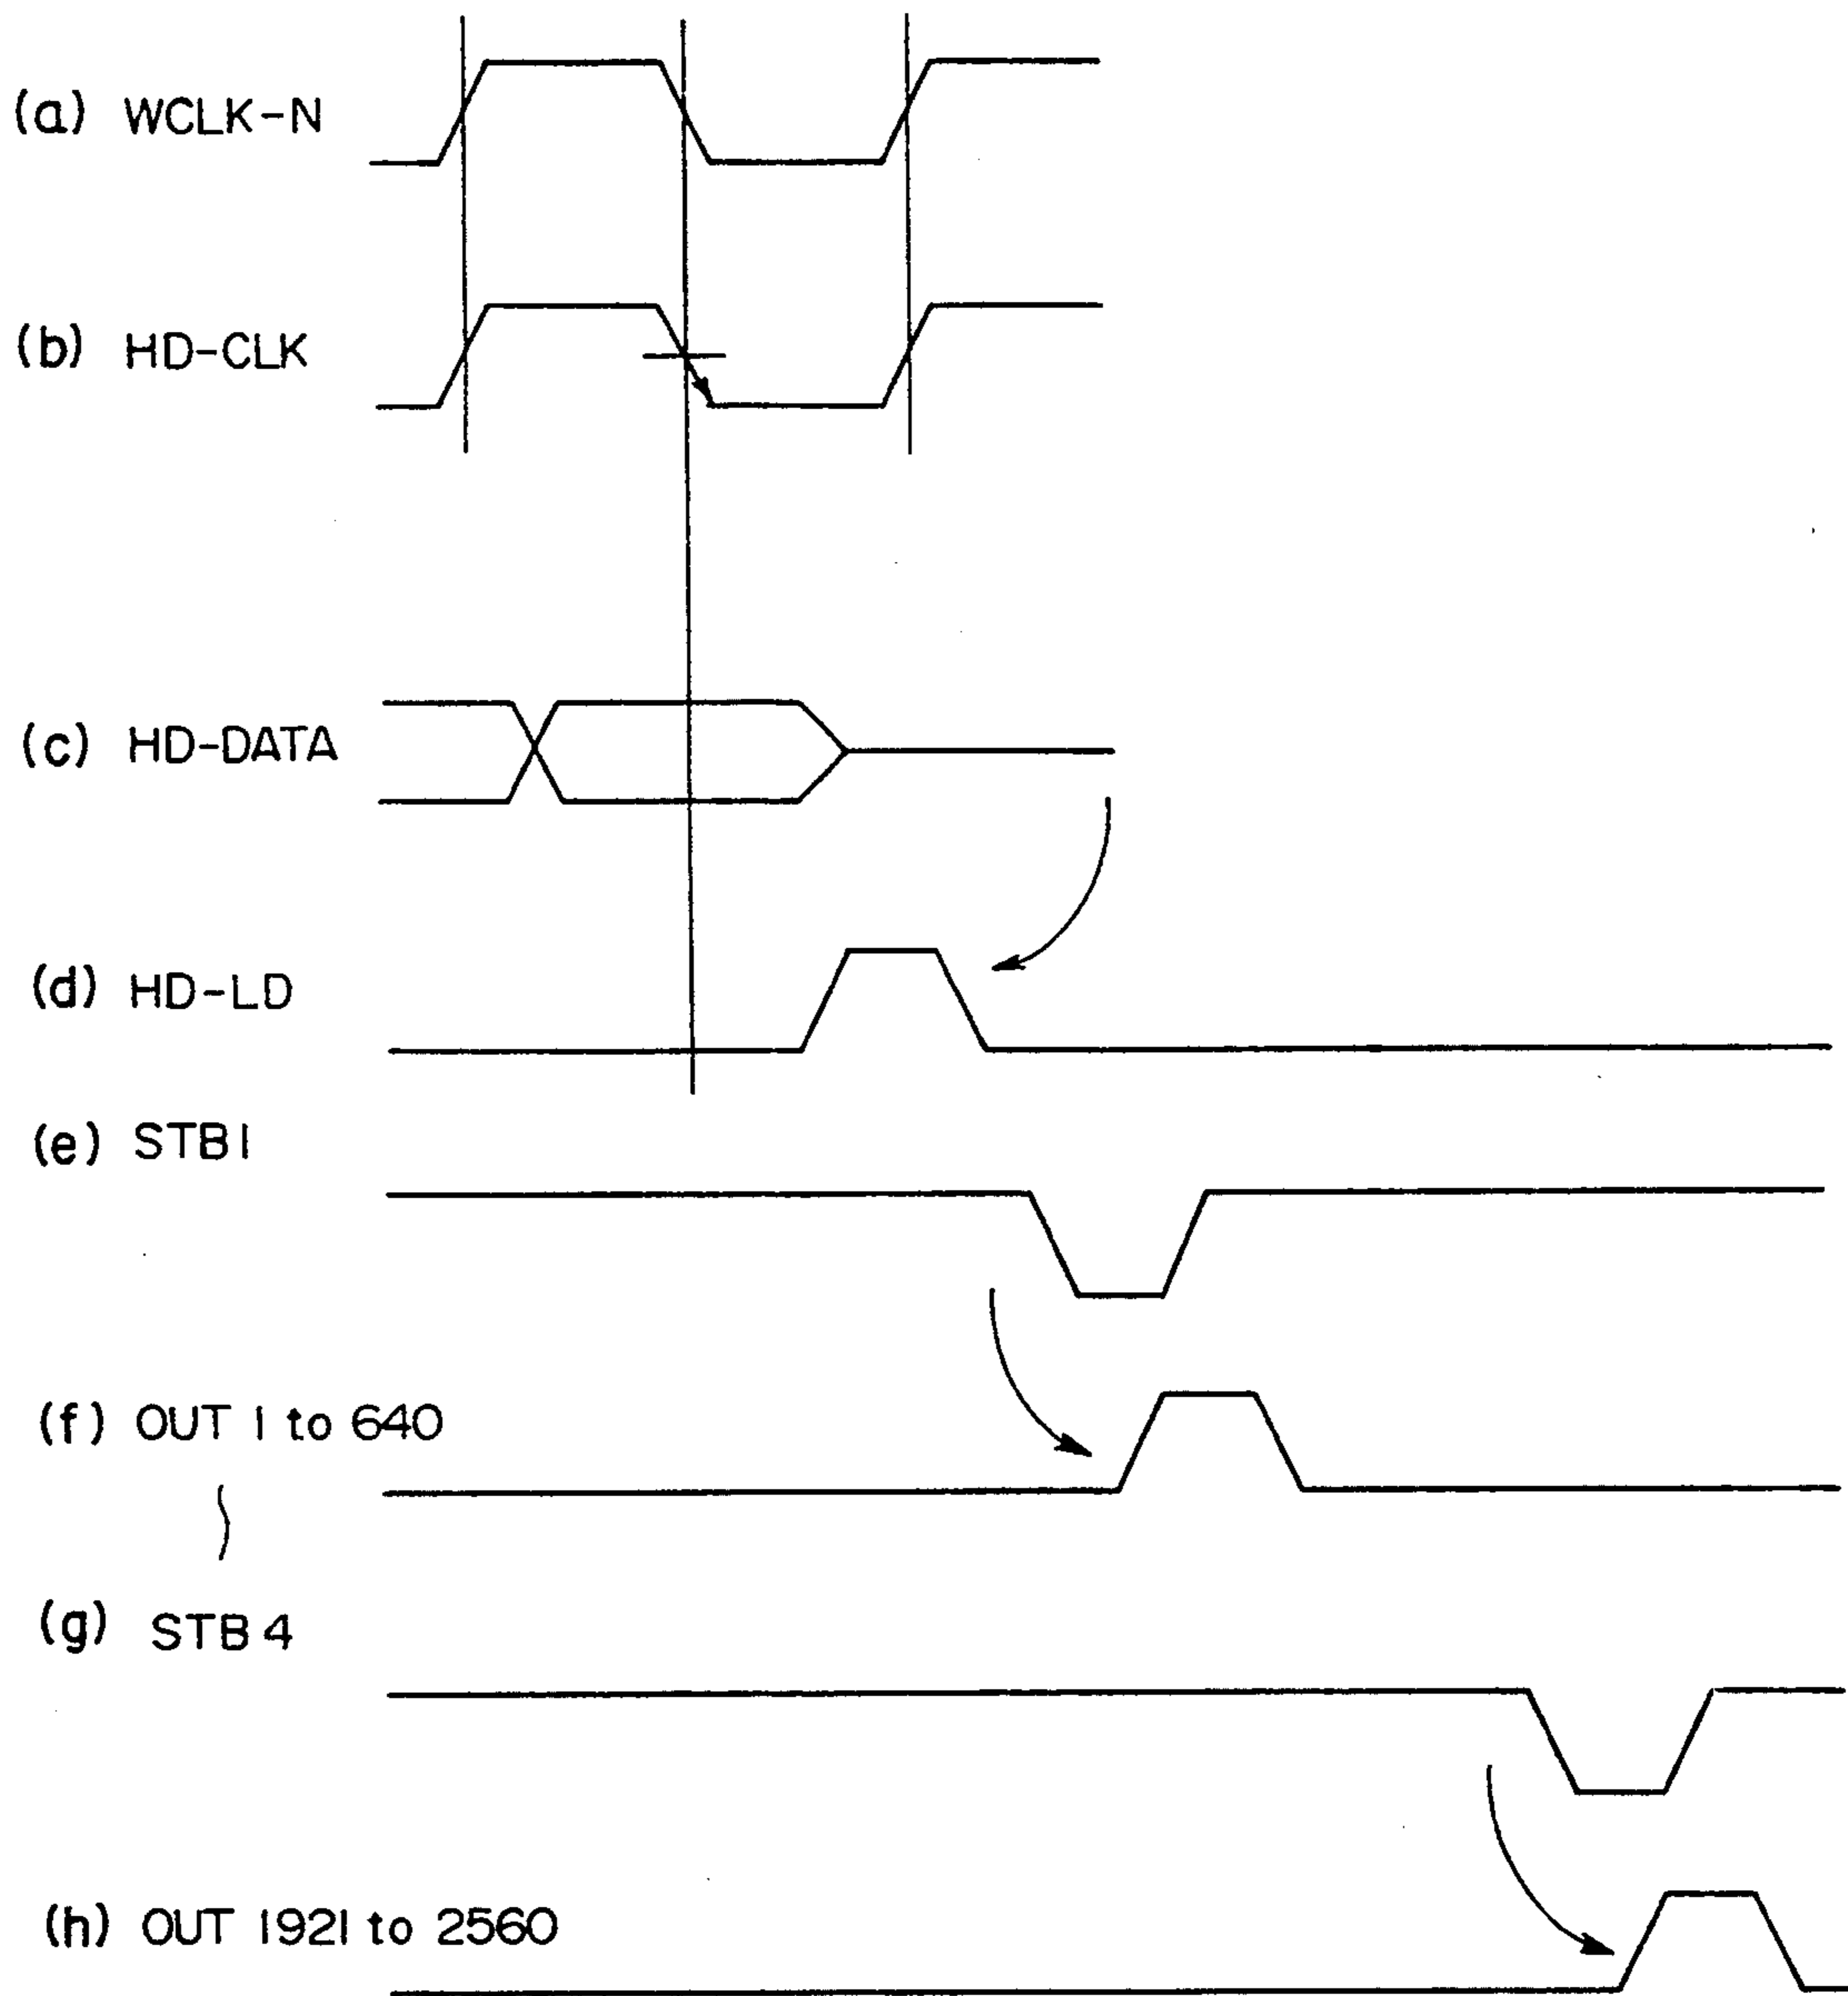 (a) WCLK-N
(b) HD-CLK
(c) HD-DATA
(d) HD-LD
(e) STB1
(f) OUT 1 to 640
(g) STB4
(h) OUT 1921 to 2560